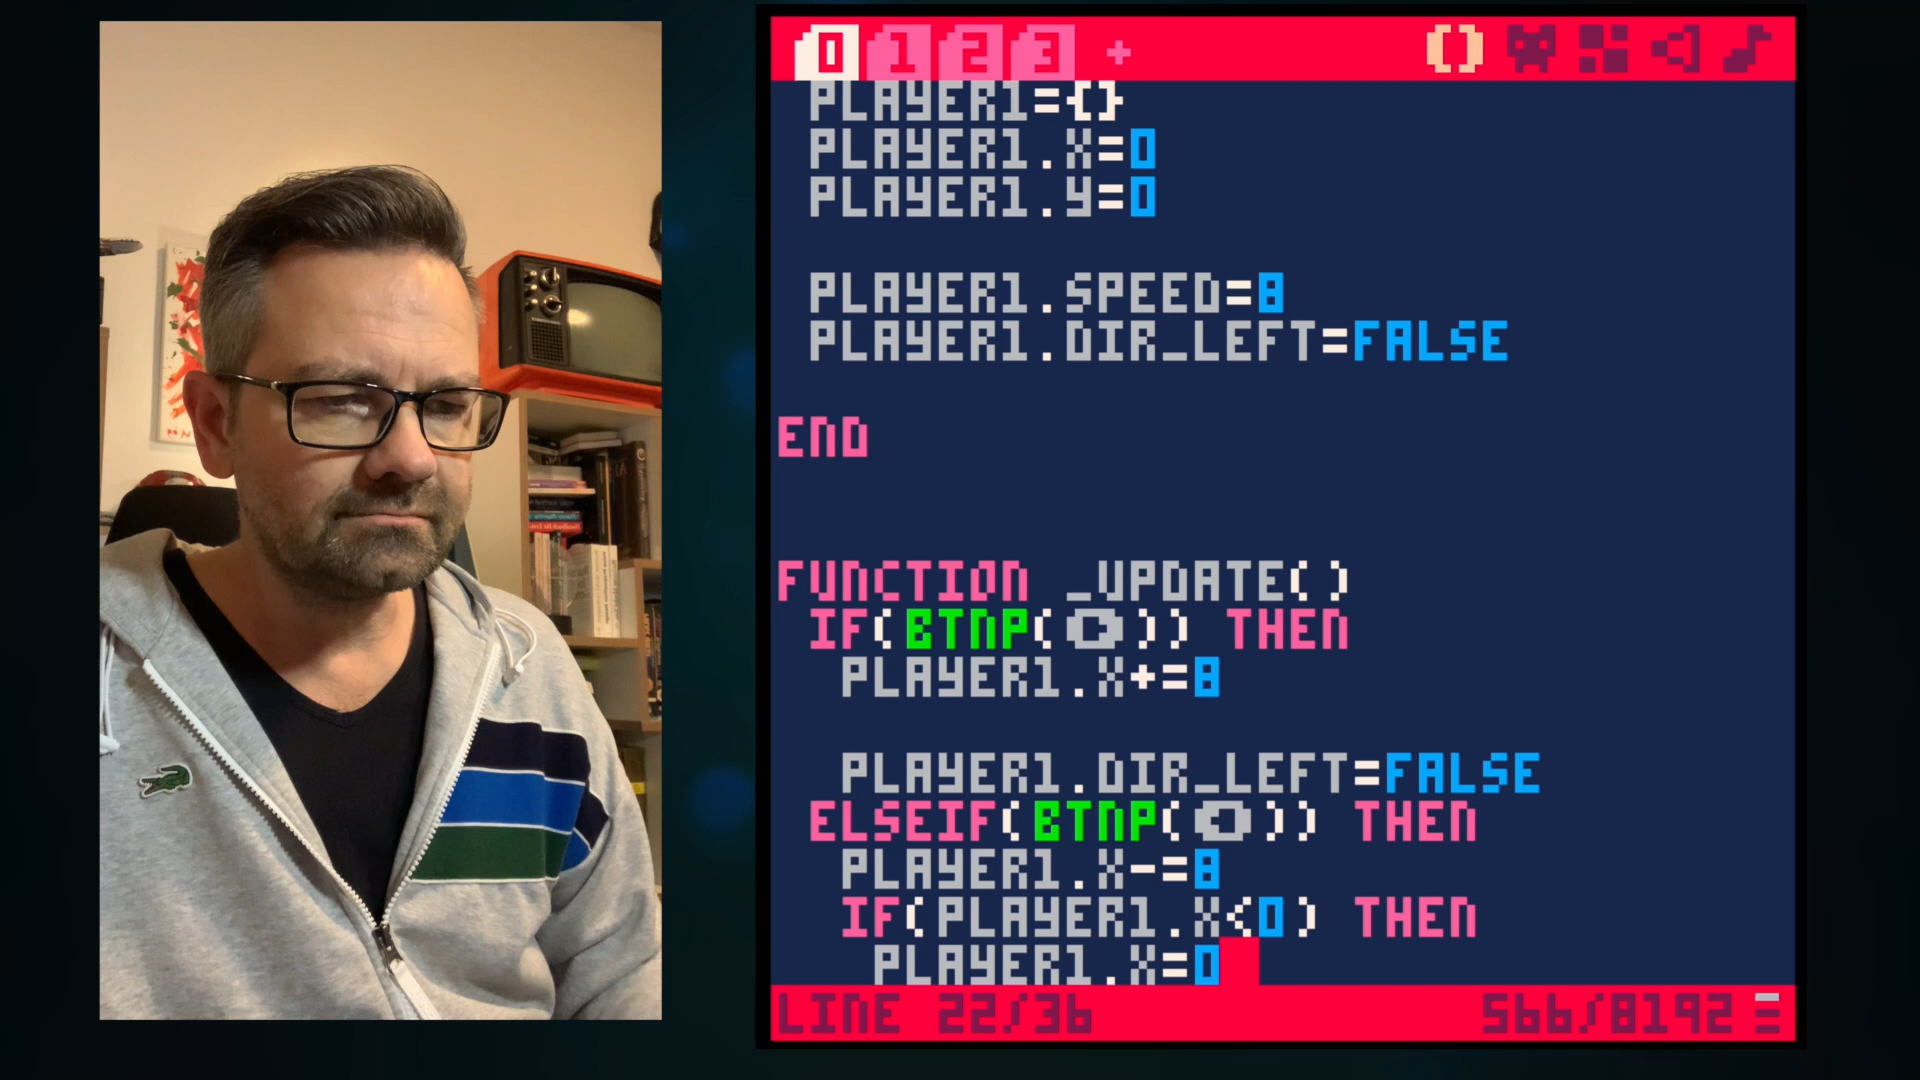 0 1 2 3 +
PLAYER1={}
PLAYER1.X=0
PLAYER1.Y=0
PLAYER1.SPEED=8
PLAYER1.DIR_LEFT=FALSE
END
FUNCTION _UPDATE()
IF(BTNP(➡️)) THEN
PLAYER1.X+=8
PLAYER1.DIR_LEFT=FALSE
ELSEIF(BTNP(⬅️)) THEN
PLAYER1.X-=8
IF(PLAYER1.X<0) THEN
PLAYER1.X=0
LINE 22/36
566/8192